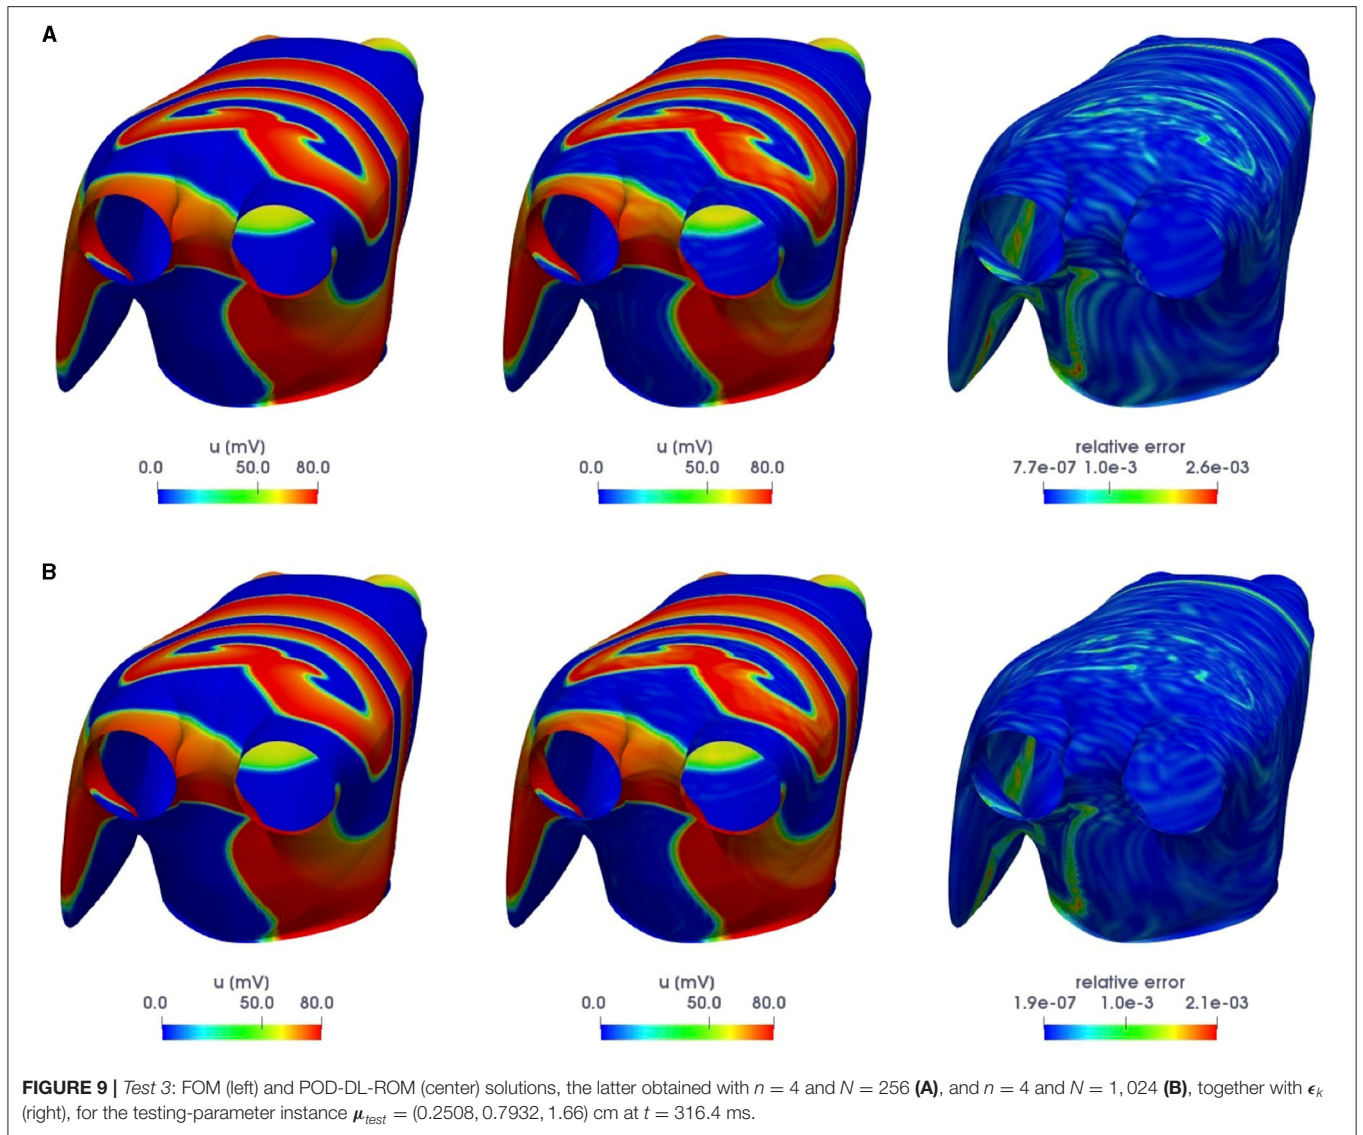 A
u (mV)
0.0 50.0 80.0
u (mV)
0.0 50.0 80.0
relative error
7.7e-07 1.0e-3 2.6e-03
B
u (mV)
0.0 50.0 80.0
u (mV)
0.0 50.0 80.0
relative error
1.9e-07 1.0e-3 2.1e-03
FIGURE 9 | Test 3: FOM (left) and POD-DL-ROM (center) solutions, the latter obtained with n = 4 and N = 256 (A), and n = 4 and N = 1, 024 (B), together with ϵk
(right), for the testing-parameter instance μtest = (0.2508, 0.7932, 1.66) cm at t = 316.4 ms.